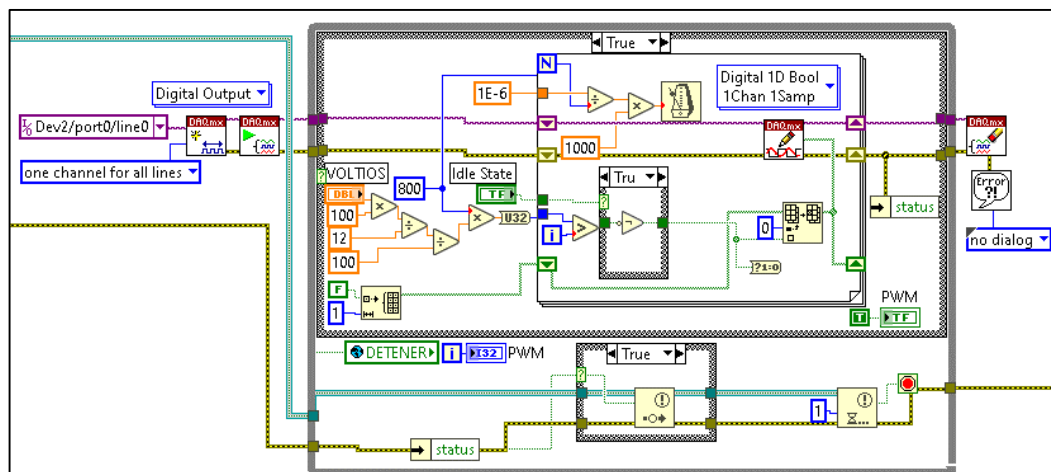 True
N
1E-6
Digital 1D Bool
1Chan 1Samp
Digital Output
DAQmx
DAQmx
I/O Dev2/port0/line0
DAQmx
DAQmx
1000
one channel for all lines
? VOLTIOS
800
Idle State
Tru
DBL
TF
?
status
Error
?!
100
U32
i
0
no dialog
12
100
?1:0
F
1
PWM
T
TF
DETENER
i
I32
PWM
True
?
1
status